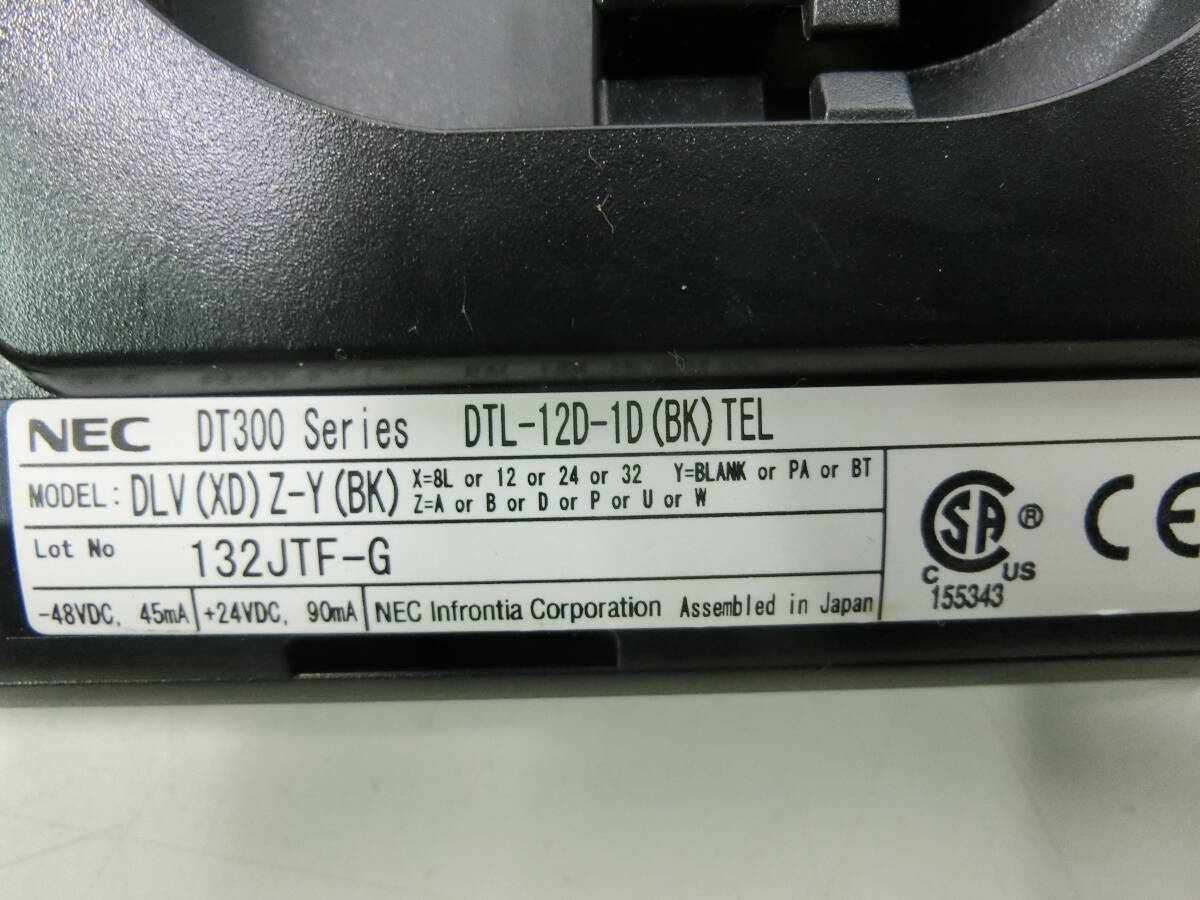 NEC DT300 Series DTL-12D-1D(BK)TEL
MODEL: DLV(XD)Z-Y(BK) X=8L or 12 or 24 or 32 Y=BLANK or PA or BT
Z=A or B or D or P or U or W
Lot No 132JTF-G
-48VDC, 45mA +24VDC, 90mA NEC Infrontia Corporation Assembled in Japan
SA ®
C US
155343
CE